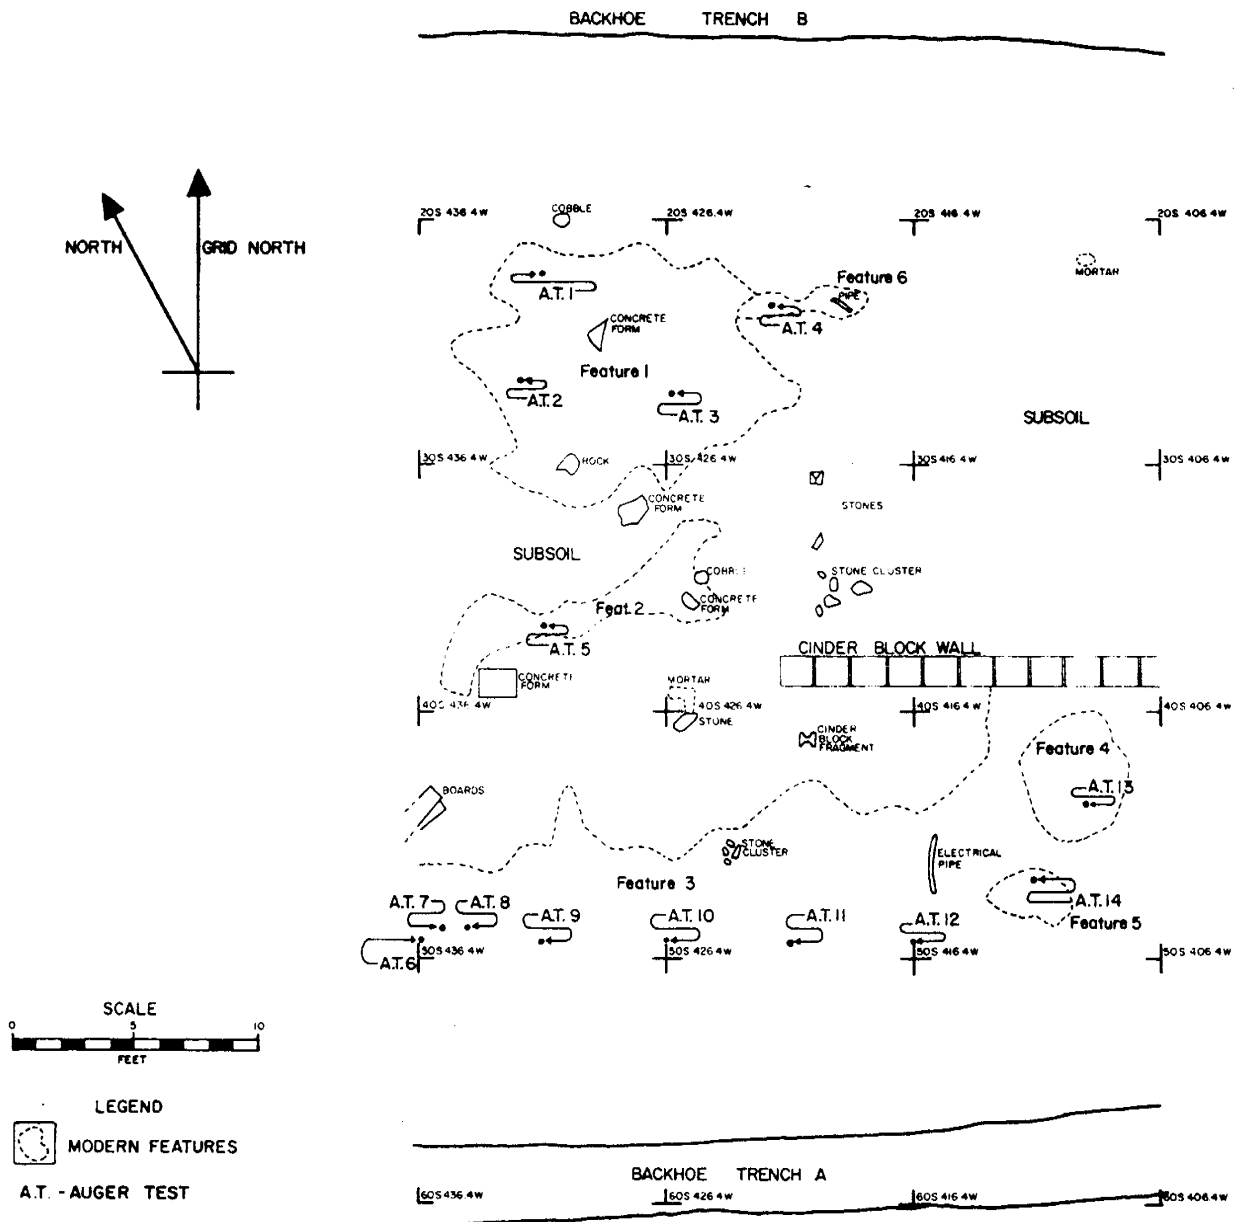 BACKHOE TRENCH B
NORTH
GRID NORTH
20S 436.4W
COBBLE
20S 426.4W
20S 416.4W
20S 406.4W
MORTAR
A.T. 1
Feature 6
PIPE
A.T. 4
CONCRETE
FORM
Feature 1
A.T. 2
A.T. 3
SUBSOIL
30S 436.4W
ROCK
30S 426.4W
30S 416.4W
30S 406.4W
CONCRETE
FORM
STONES
SUBSOIL
COBBLE
STONE CLUSTER
CONCRETE
FORM
Feat. 2
A.T. 5
CINDER BLOCK WALL
CONCRETE
FORM
MORTAR
40S 436.4W
40S 426.4W
40S 416.4W
40S 406.4W
STONE
CINDER
BLOCK
FRAGMENT
Feature 4
A.T. 13
BOARDS
STONE
CLUSTER
ELECTRICAL
PIPE
Feature 3
A.T. 7
A.T. 8
A.T. 9
A.T. 10
A.T. 11
A.T. 12
A.T. 14
Feature 5
A.T. 6
50S 436.4W
50S 426.4W
50S 416.4W
50S 406.4W
SCALE
0 5 10
FEET
LEGEND
MODERN FEATURES
A.T. - AUGER TEST
BACKHOE TRENCH A
60S 436.4W
60S 426.4W
60S 416.4W
60S 406.4W